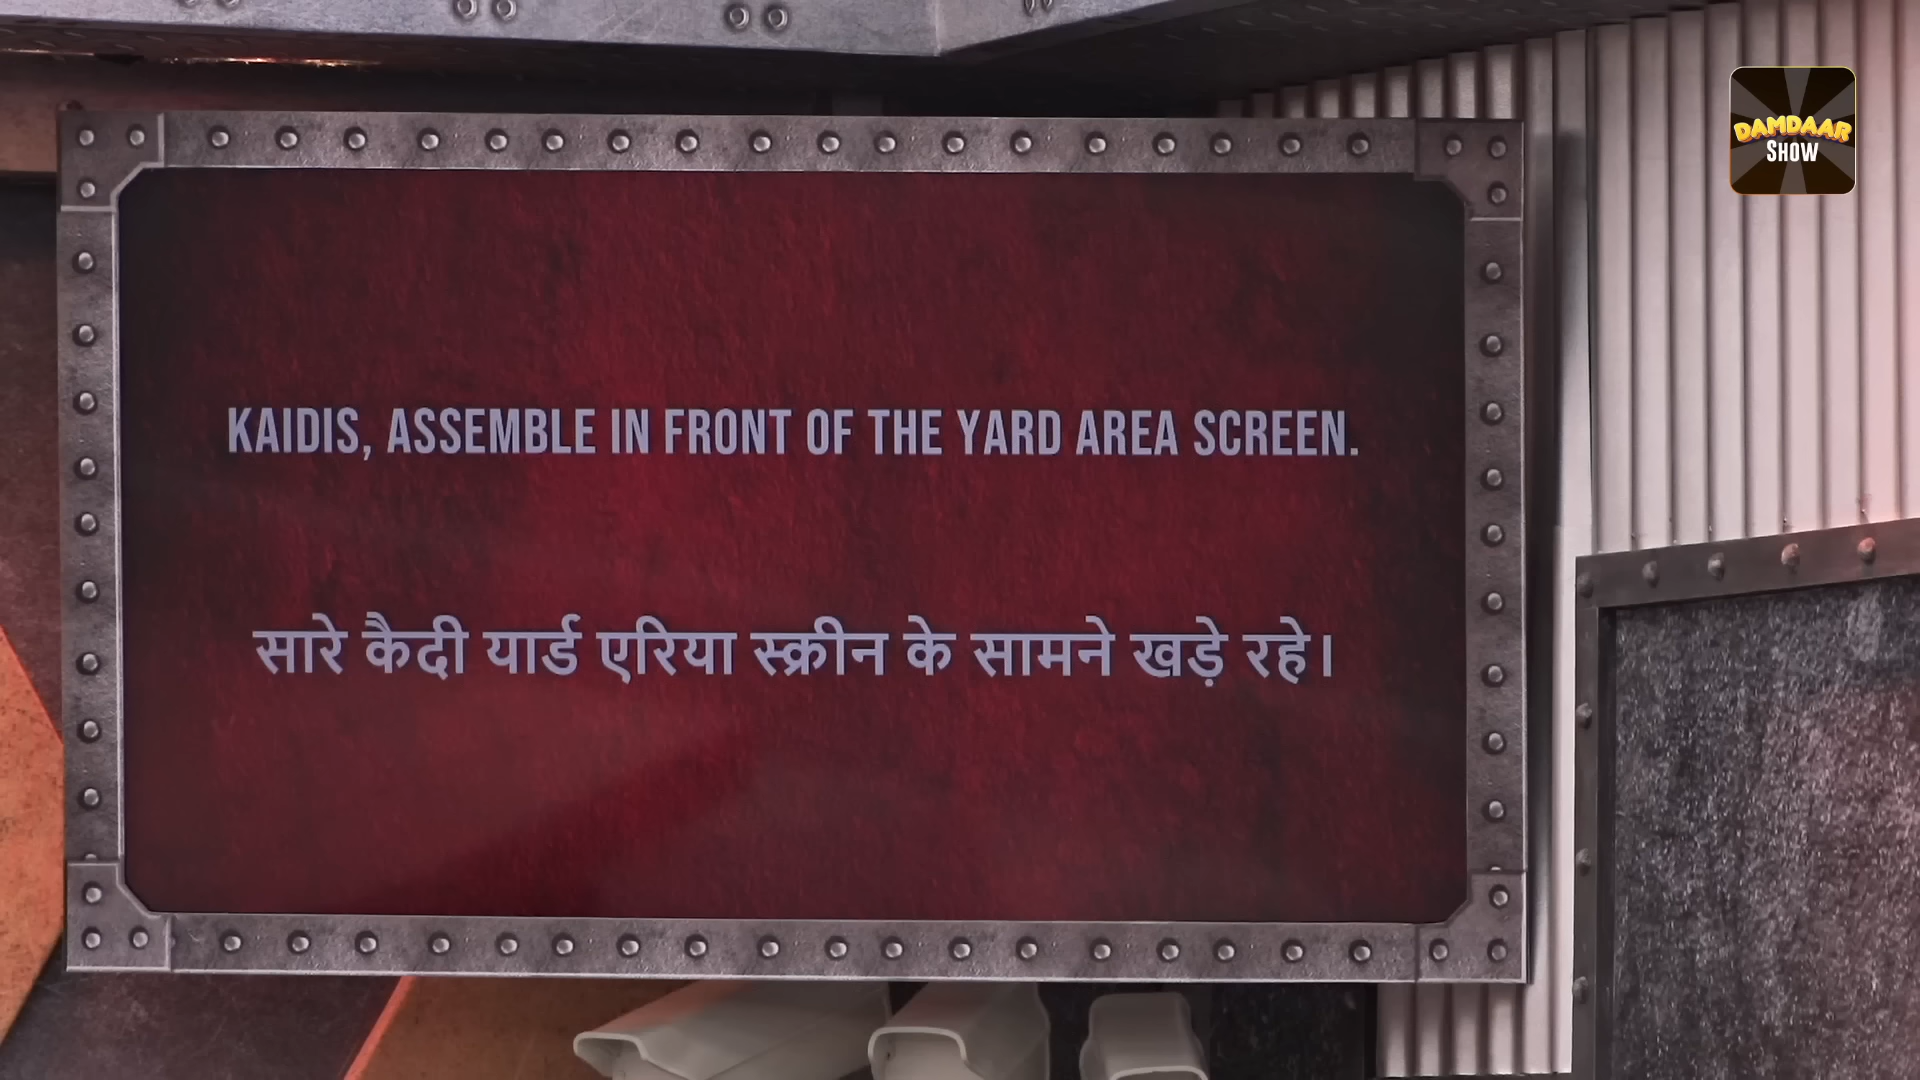 DAMDAAR
SHOW
KAIDIS, ASSEMBLE IN FRONT OF THE YARD AREA SCREEN.
सारे कैदी यार्ड एरिया स्क्रीन के सामने खड़े रहे।